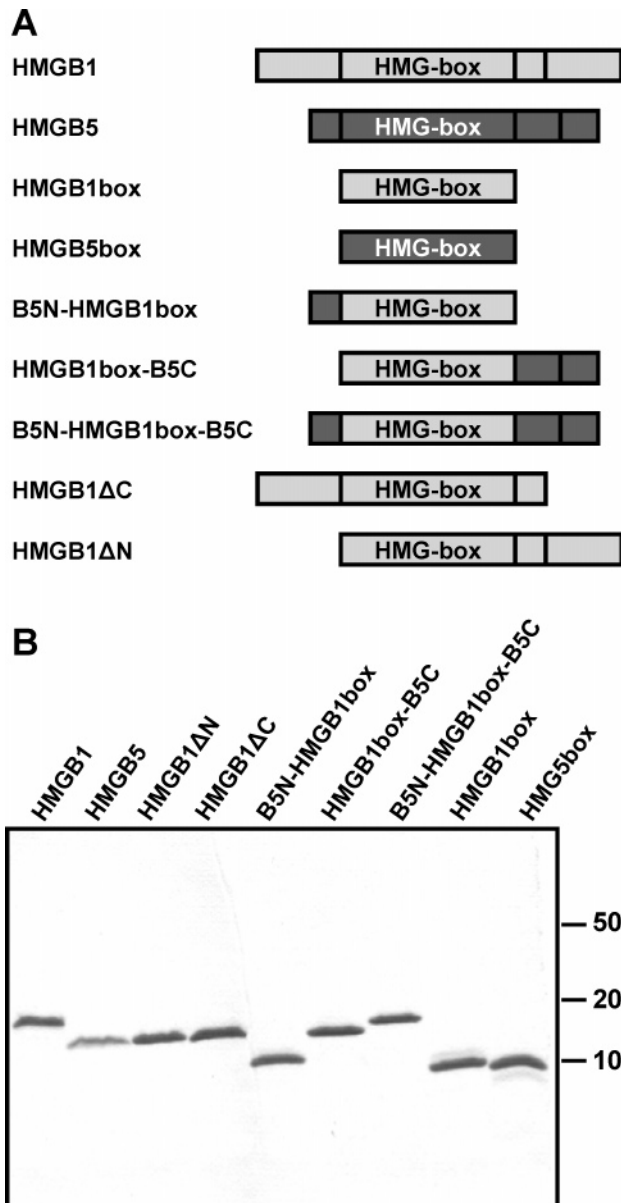 A
HMGB1 HMG-box
HMGB5 HMG-box
HMGB1box HMG-box
HMGB5box HMG-box
B5N-HMGB1box HMG-box
HMGB1box-B5C HMG-box
B5N-HMGB1box-B5C HMG-box
HMGB1ΔC HMG-box
HMGB1ΔN HMG-box
B
HMGB1
HMGB5
HMGB1ΔN
HMGB1ΔC
B5N-HMGB1box
HMGB1box-B5C
B5N-HMGB1box-B5C
HMGB1box
HMG5box
50
20
10